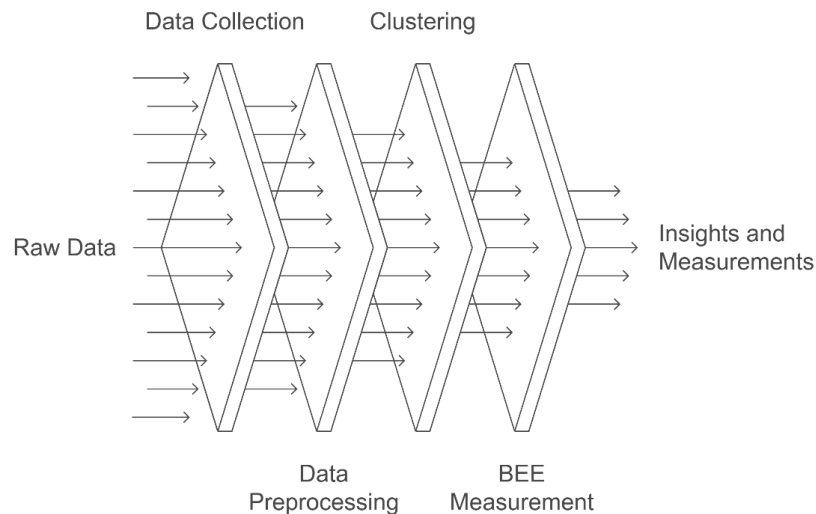 Data Collection
Clustering
Raw Data
Insights and
Measurements
Data
Preprocessing
BEE
Measurement